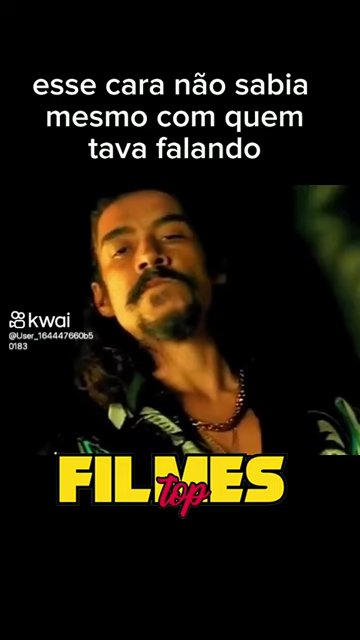 esse cara não sabia
mesmo com quem
tava falando
kwai
@User_164447660b5
0183
FILMES
top